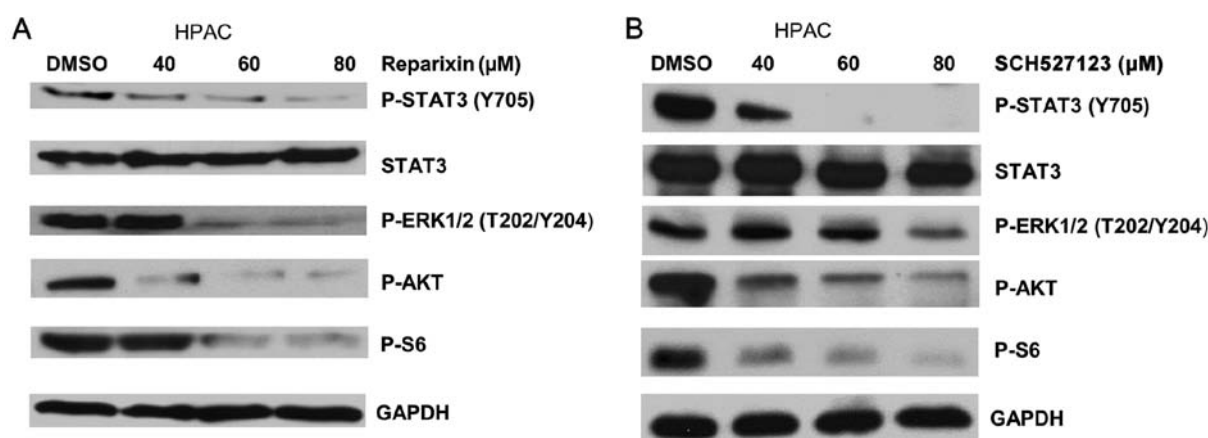 A
HPAC
DMSO 40 60 80 Reparixin (µM)
P-STAT3 (Y705)
STAT3
P-ERK1/2 (T202/Y204)
P-AKT
P-S6
GAPDH
B
HPAC
DMSO 40 60 80 SCH527123 (µM)
P-STAT3 (Y705)
STAT3
P-ERK1/2 (T202/Y204)
P-AKT
P-S6
GAPDH